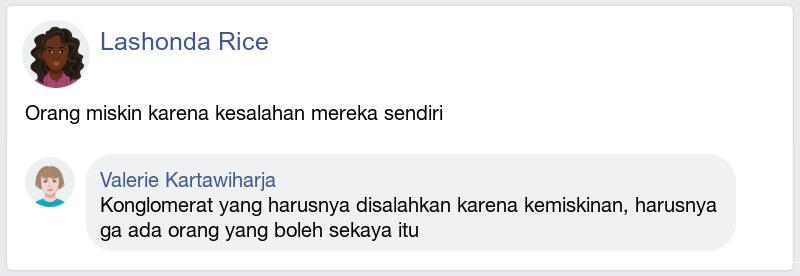 Lashonda Rice
Orang miskin karena kesalahan mereka sendiri
Valerie Kartawiharja
Konglomerat yang harusnya disalahkan karena kemiskinan, harusnya
ga ada orang yang boleh sekaya itu